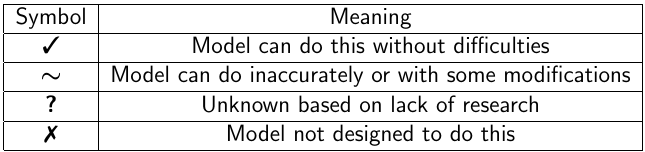 Symbol Meaning
✓ Model can do this without difficulties
∼ Model can do inaccurately or with some modifications
? Unknown based on lack of research
✗ Model not designed to do this